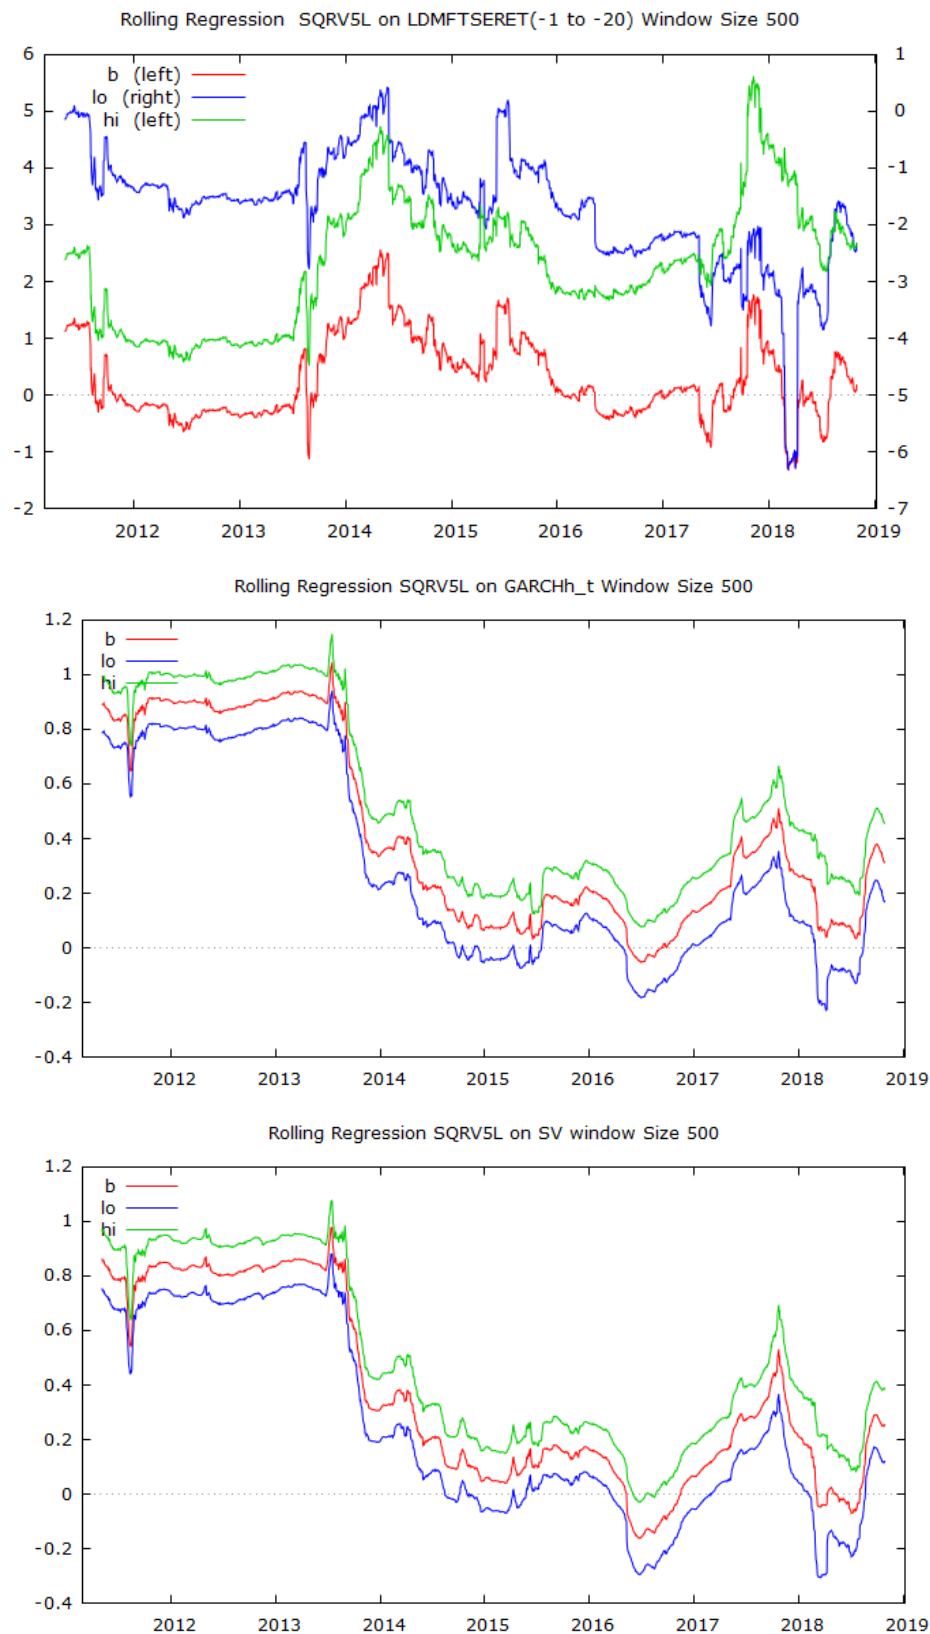 Rolling Regression  SQRV5L on LDMFTSERET(-1 to -20) Window Size 500
6 1
b (left)
lo (right)
5 0
hi (left)
4 -1
3 -2
2 -3
1 -4
0 -5
-1 -6
-2 -7
2012 2013 2014 2015 2016 2017 2018 2019
Rolling Regression SQRV5L on GARCHh_t Window Size 500
1.2
b
lo
1
hi
0.8
0.6
0.4
0.2
0
-0.2
-0.4
2012 2013 2014 2015 2016 2017 2018 2019
Rolling Regression SQRV5L on SV window Size 500
1.2
b
lo
1
hi
0.8
0.6
0.4
0.2
0
-0.2
-0.4
2012 2013 2014 2015 2016 2017 2018 2019